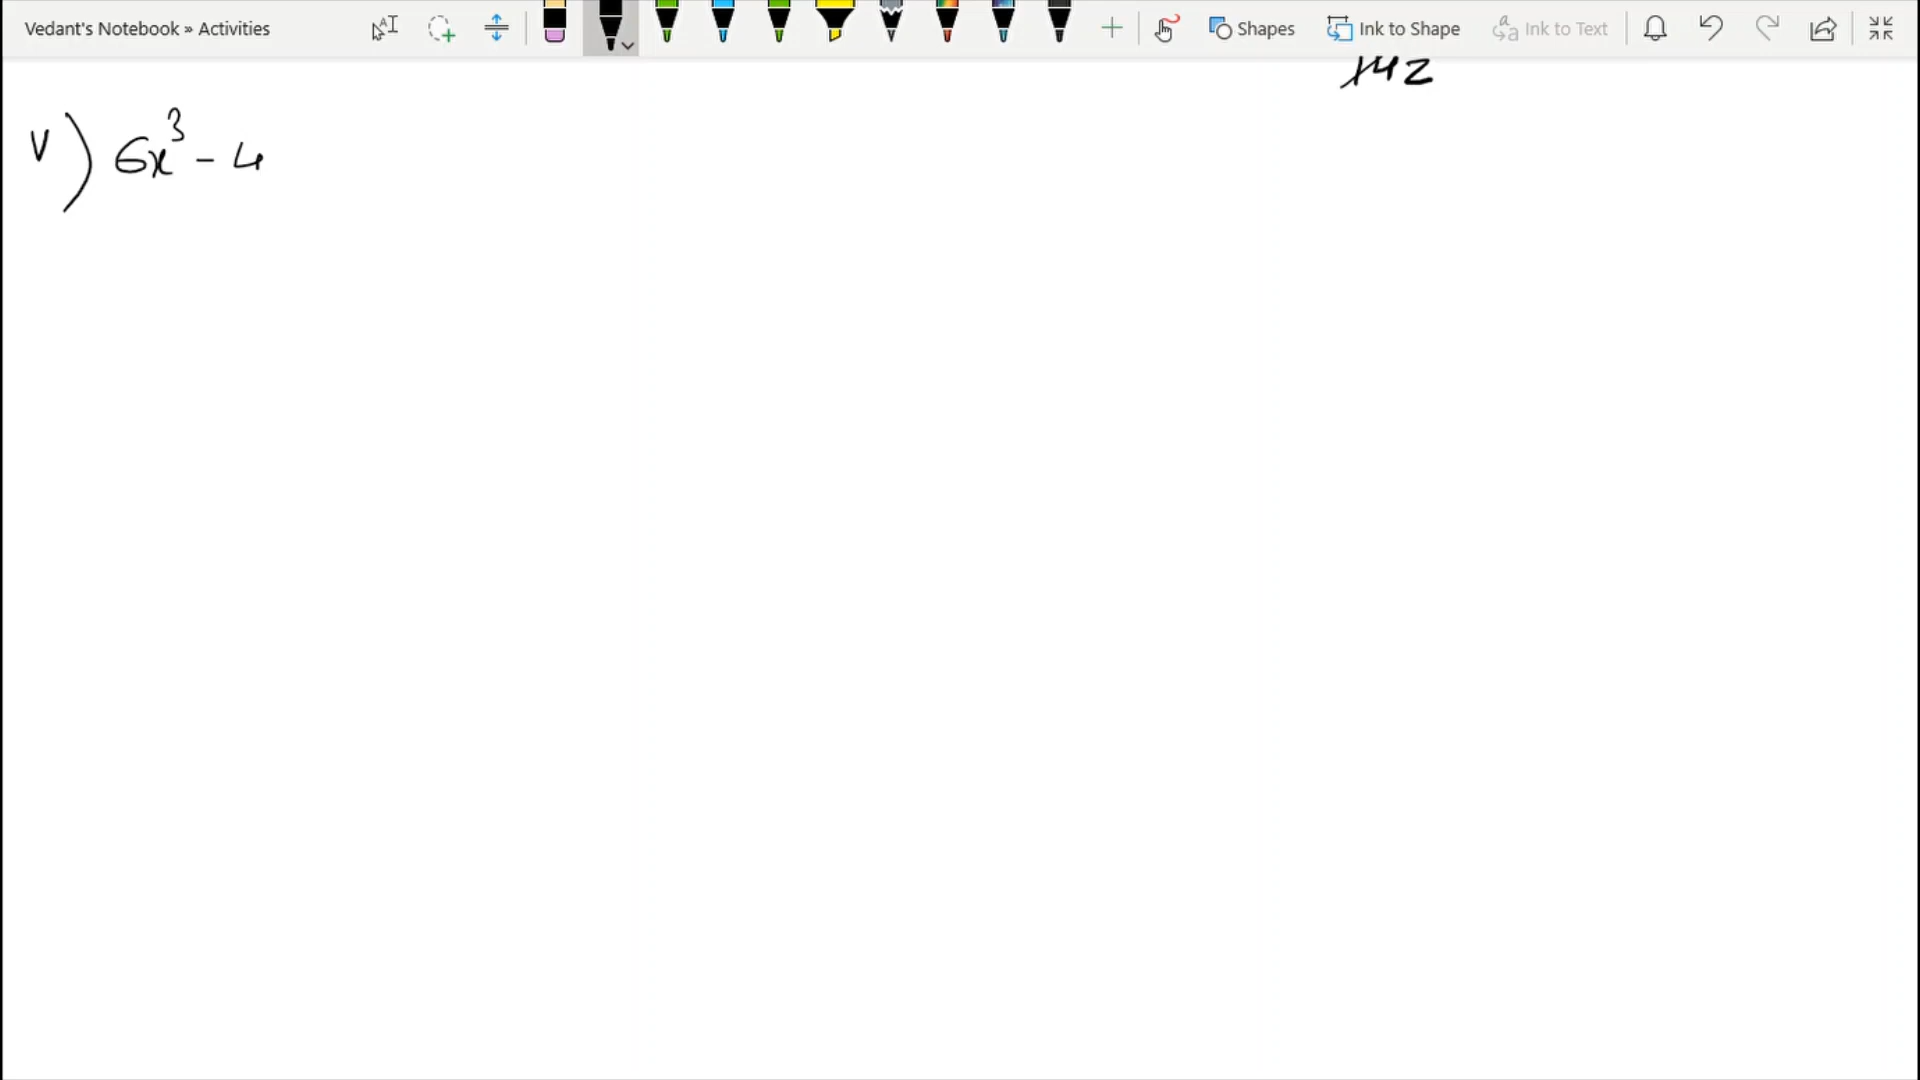 Vedant's Notebook » Activities
Shapes
Ink to Shape
Ink to Text
V) 6x³ - 4